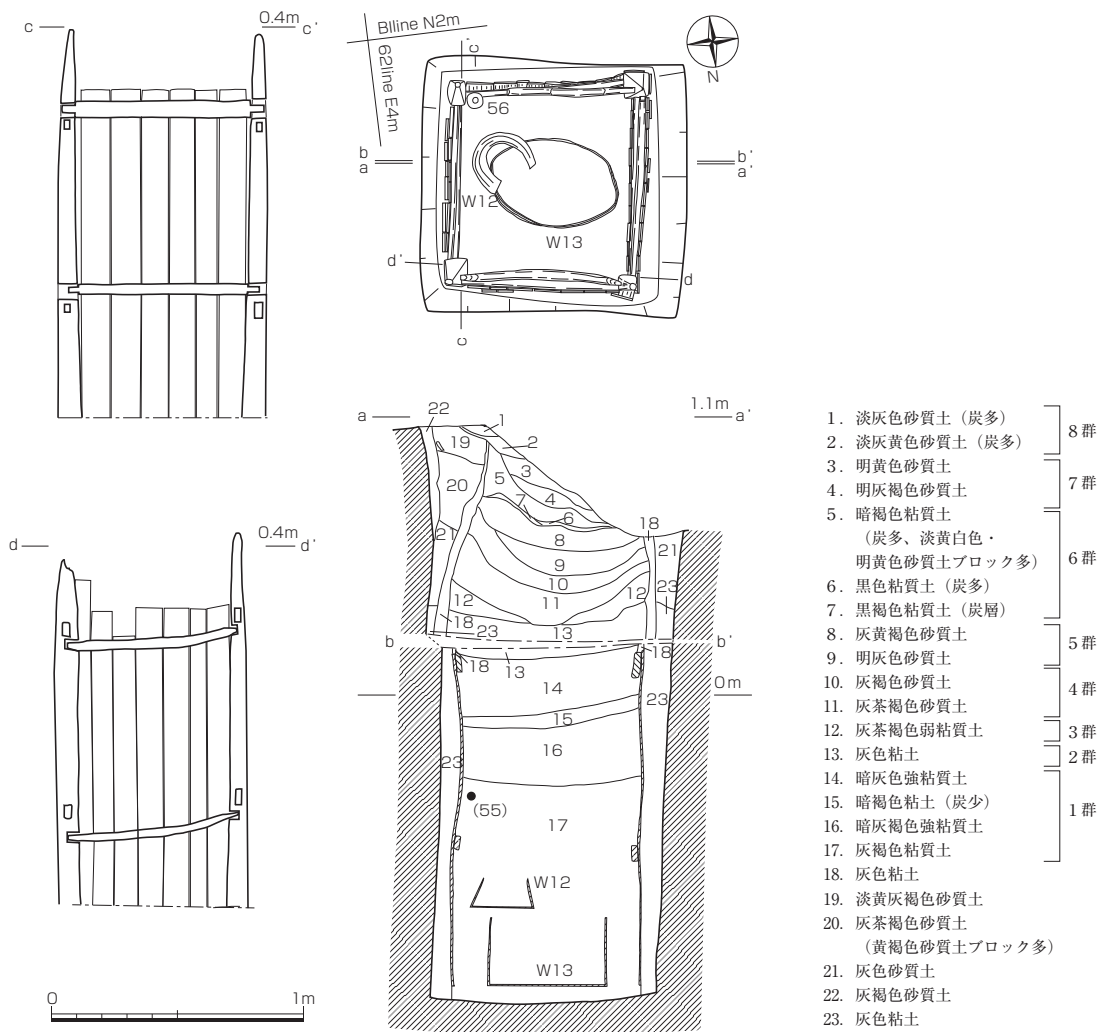 c
0.4m
c'
BIline N2m
62line E4m
c'
N
56
b
a
b'
a'
W12
W13
d'
d
c
d
0.4m
d'
a
22
1
1.1m
a'
19
2
3
20
5
4
7
6
18
8
21
21
9
10
23
12
11
12
18
23
13
b
b'
18
13
18
0m
14
23
15
16
23
(55)
17
W12
W13
0
1m
1. 淡灰色砂質土（炭多）
2. 淡灰黄色砂質土（炭多）
8群
3. 明黄色砂質土
4. 明灰褐色砂質土
7群
5. 暗褐色粘質土
（炭多、淡黄白色・
明黄色砂質土ブロック多）
6. 黒色粘質土（炭多）
7. 黒褐色粘質土（炭層）
6群
8. 灰黄褐色砂質土
9. 明灰色砂質土
5群
10. 灰褐色砂質土
11. 灰茶褐色砂質土
4群
12. 灰茶褐色弱粘質土
3群
13. 灰色粘土
2群
14. 暗灰色強粘質土
15. 暗褐色粘土（炭少）
16. 暗灰褐色強粘質土
17. 灰褐色粘質土
1群
18. 灰色粘土
19. 淡黄灰褐色砂質土
20. 灰茶褐色砂質土
（黄褐色砂質土ブロック多）
21. 灰色砂質土
22. 灰褐色砂質土
23. 灰色粘土